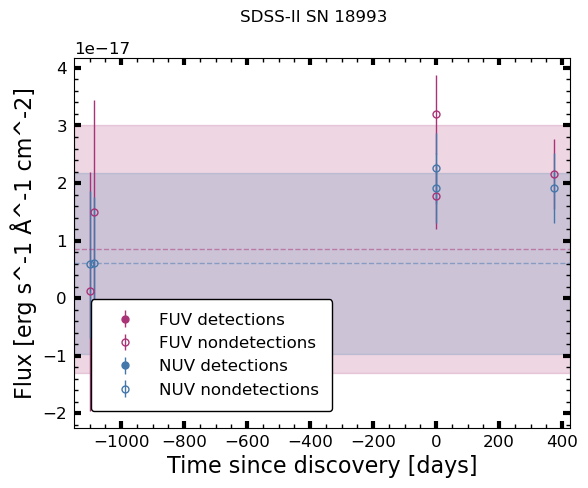 SDSS-II SN 18993
1e−17
4
3
2
1
0
−1
−2
Flux [erg s^-1 Å^-1 cm^-2]
FUV detections
FUV nondetections
NUV detections
NUV nondetections
−1000 −800 −600 −400 −200 0 200 400
Time since discovery [days]